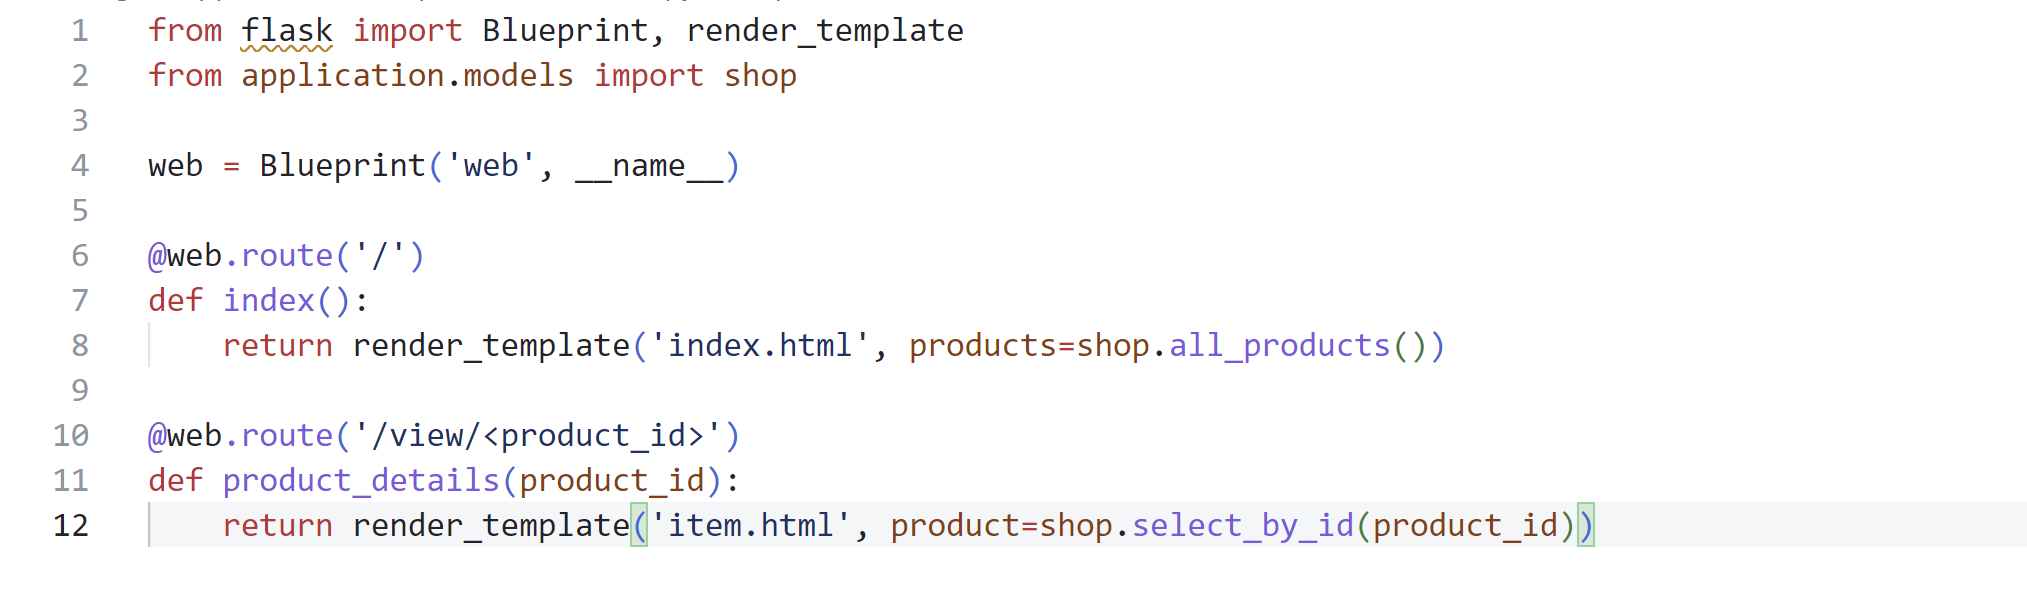 1 from flask import Blueprint, render_template
2 from application.models import shop
3
4 web = Blueprint('web', __name__)
5
6 @web.route('/')
7 def index():
8     return render_template('index.html', products=shop.all_products())
9
10 @web.route('/view/<product_id>')
11 def product_details(product_id):
12     return render_template('item.html', product=shop.select_by_id(product_id))